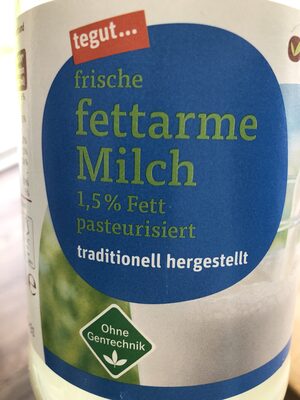 tegut...
frische
fettarme
Milch
1,5 % Fett
pasteurisiert
traditionell hergestellt
Ohne
GenTechnik